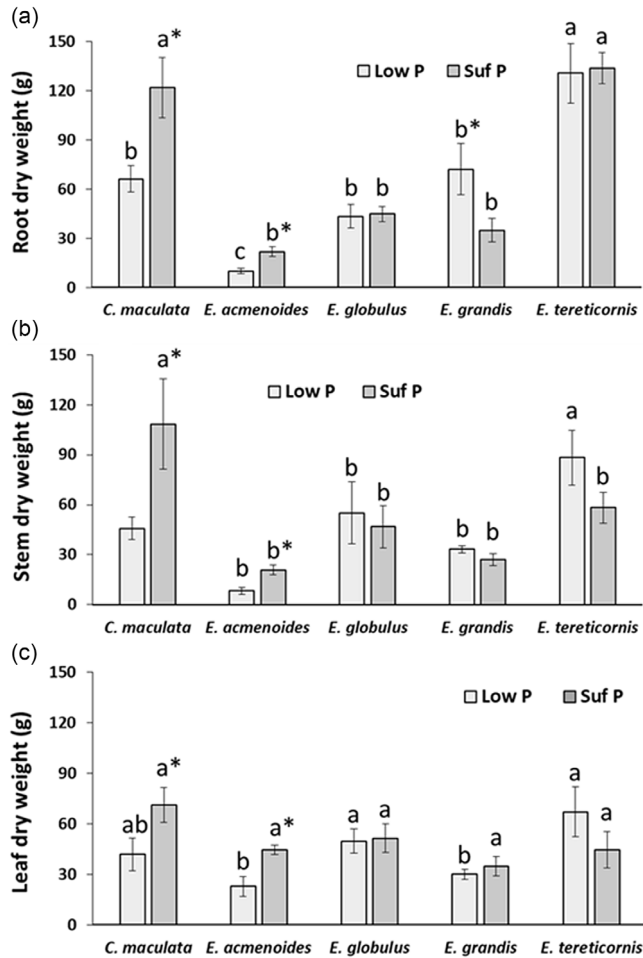 (a)
Root dry weight (g)
150
120
90
60
30
0
Low P
Suf P
b
a*
c
b*
b
b
b*
b
a
a
C. maculata
E. acmenoides
E. globulus
E. grandis
E. tereticornis
(b)
Stem dry weight (g)
150
120
90
60
30
0
Low P
Suf P
a*
b
b*
b
b
b
b
a
b
C. maculata
E. acmenoides
E. globulus
E. grandis
E. tereticornis
(c)
Leaf dry weight (g)
150
120
90
60
30
0
Low P
Suf P
ab
a*
b
a*
a
a
b
a
a
a
C. maculata
E. acmenoides
E. globulus
E. grandis
E. tereticornis